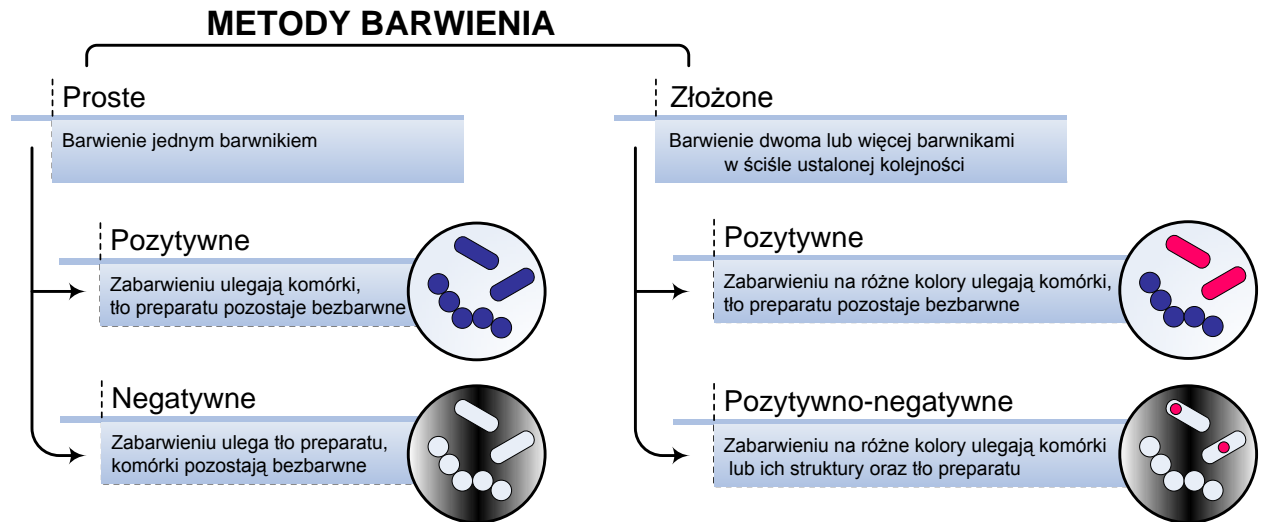 METODY BARWIENIA
Proste
Barwienie jednym barwnikiem
Pozytywne
Zabarwieniu ulegają komórki,
tło preparatu pozostaje bezbarwne
Negatywne
Zabarwieniu ulega tło preparatu,
komórki pozostają bezbarwne
Złożone
Barwienie dwoma lub więcej barwnikami
w ściśle ustalonej kolejności
Pozytywne
Zabarwieniu na różne kolory ulegają komórki,
tło preparatu pozostaje bezbarwne
Pozytywno-negatywne
Zabarwieniu na różne kolory ulegają komórki
lub ich struktury oraz tło preparatu